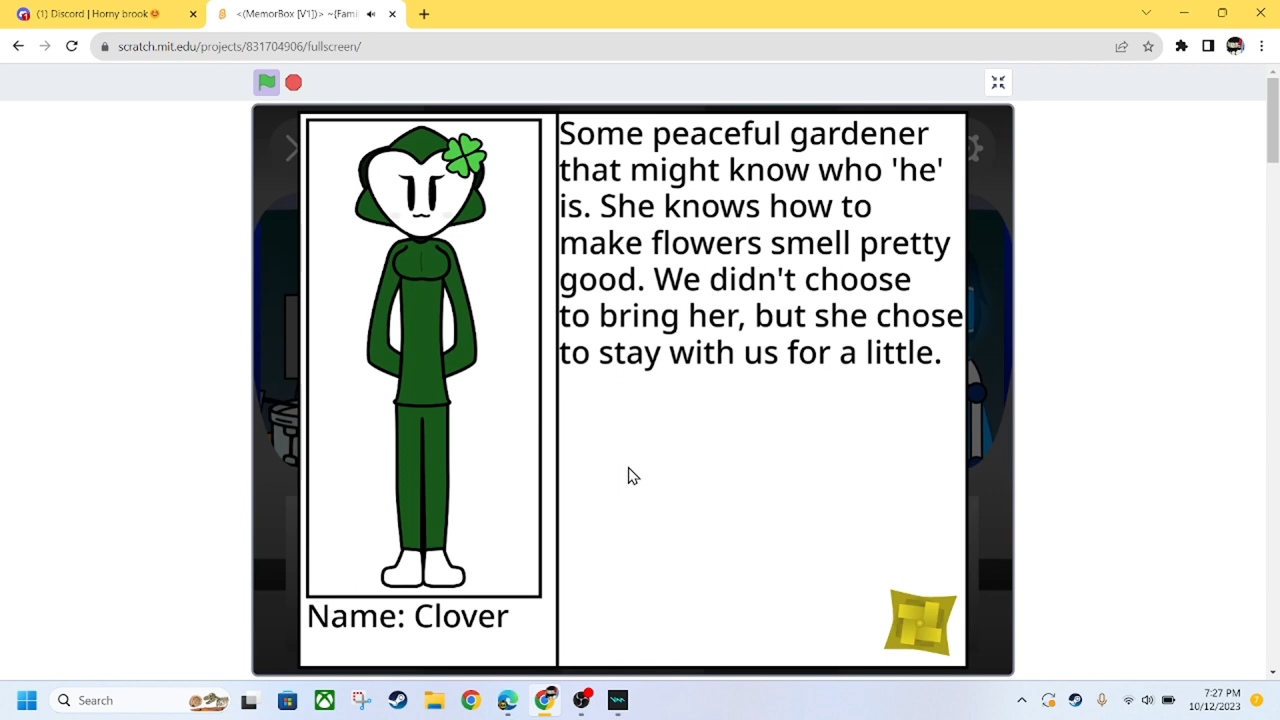 (1) Discord | Horny brook🥵
<(MemorBox [V1])> ~{Fami
scratch.mit.edu/projects/831704906/fullscreen/
Some peaceful gardener
that might know who 'he'
is. She knows how to
make flowers smell pretty
good. We didn't choose
to bring her, but she chose
to stay with us for a little.
Name: Clover
Search
7:27 PM
10/12/2023
7